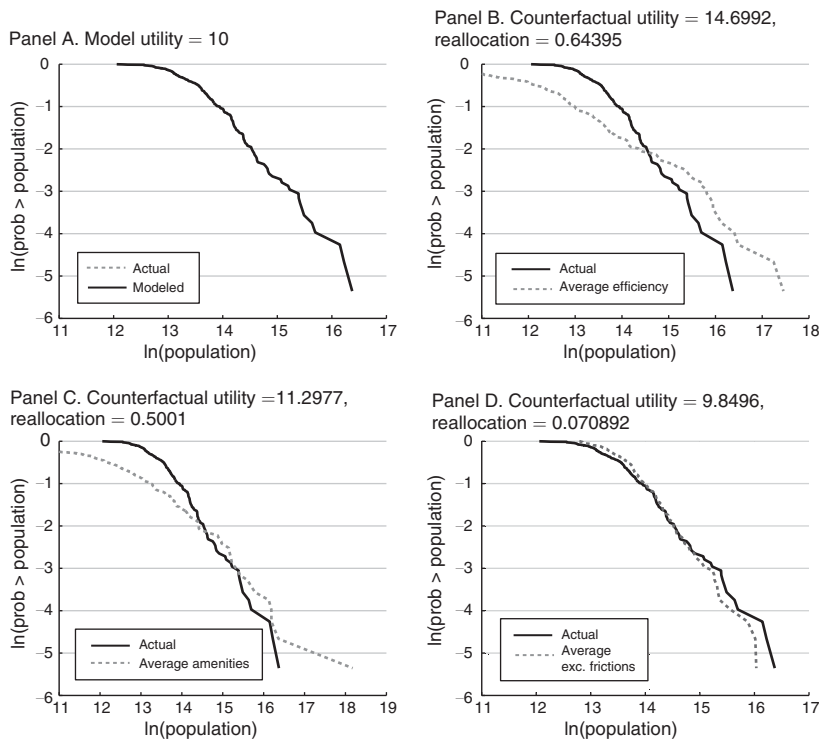 Panel A. Model utility = 10
ln(prob > population)
0
–1
–2
–3
–4
–5
–6
Actual
Modeled
11 12 13 14 15 16 17
ln(population)
Panel B. Counterfactual utility = 14.6992,
reallocation = 0.64395
ln(prob > population)
0
–1
–2
–3
–4
–5
–6
Actual
Average efficiency
11 12 13 14 15 16 17 18
ln(population)
Panel C. Counterfactual utility =11.2977,
reallocation = 0.5001
ln(prob > population)
0
–1
–2
–3
–4
–5
–6
Actual
Average amenities
11 12 13 14 15 16 17 18 19
ln(population)
Panel D. Counterfactual utility = 9.8496,
reallocation = 0.070892
ln(prob > population)
0
–1
–2
–3
–4
–5
–6
Actual
Average
exc. frictions
11 12 13 14 15 16 17
ln(population)